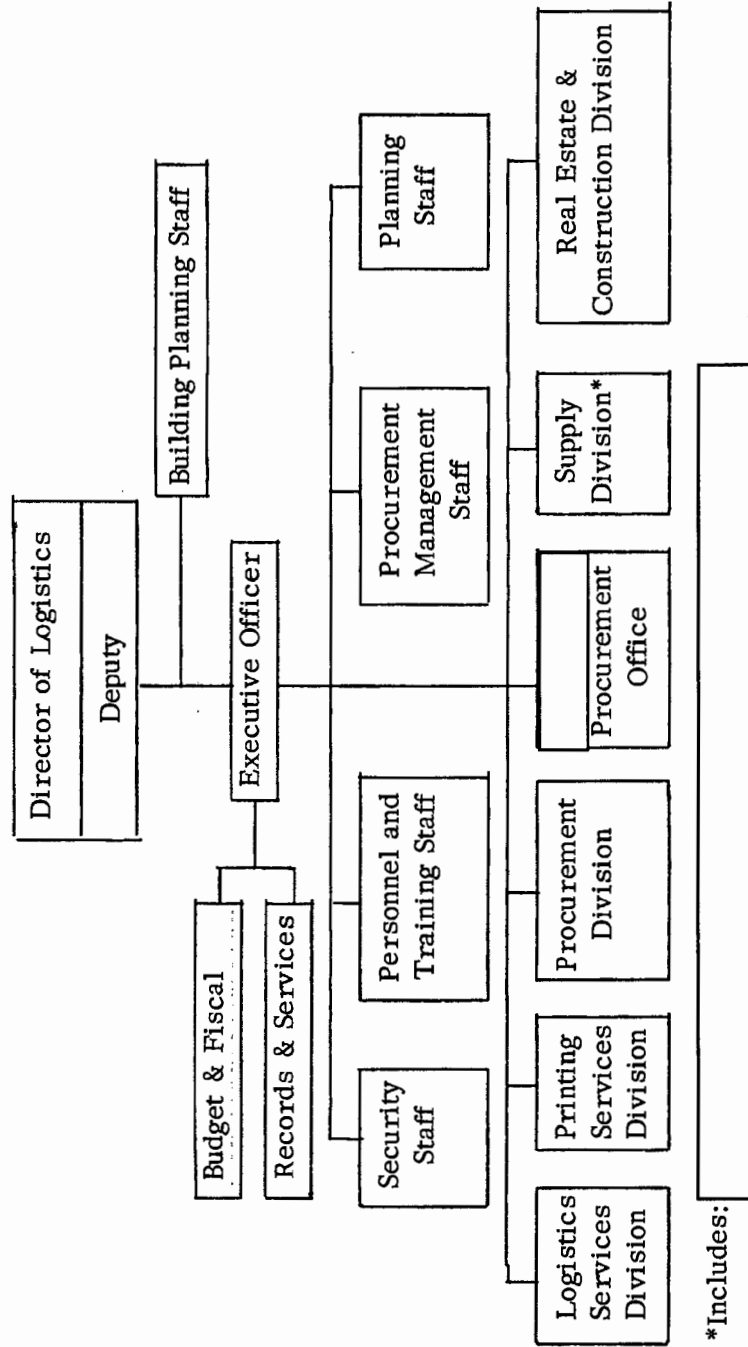 Director of Logistics
Deputy
Building Planning Staff
Executive Officer
Budget & Fiscal
Records & Services
Security
Staff
Personnel and
Training Staff
Procurement
Management
Staff
Planning
Staff
Logistics
Services
Division
Printing
Services
Division
Procurement
Division
Procurement
Office
Supply
Division*
Real Estate &
Construction Division
*Includes: